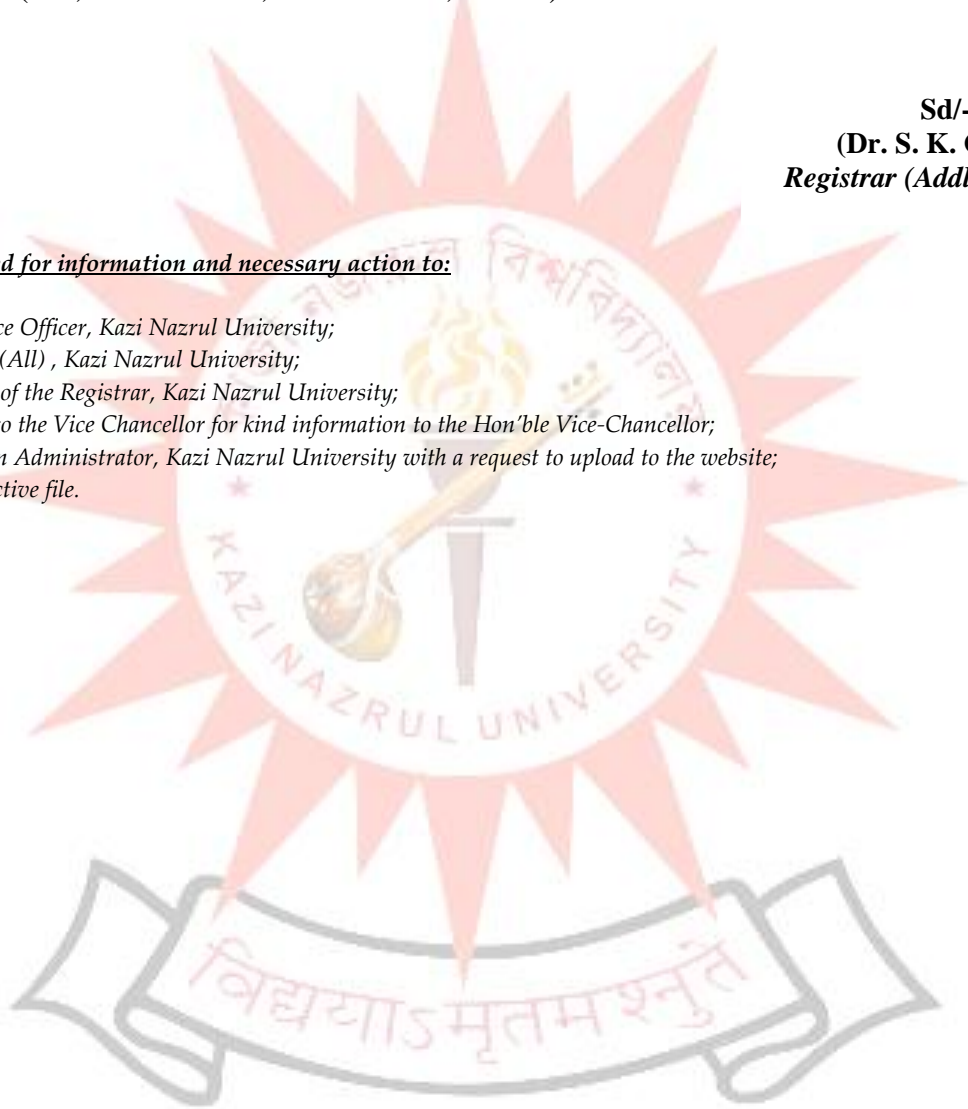 Sd/-
(Dr. S. K.
Registrar (Addl
for information and necessary action to:
Officer, Kazi Nazrul University;
(All) , Kazi Nazrul University;
of the Registrar, Kazi Nazrul University;
to the Vice Chancellor for kind information to the Hon'ble Vice-Chancellor;
Administrator, Kazi Nazrul University with a request to upload to the website;
file.
KAZI NAZRUL UNIVERSITY
विद्ययाऽमृतमश्नुते